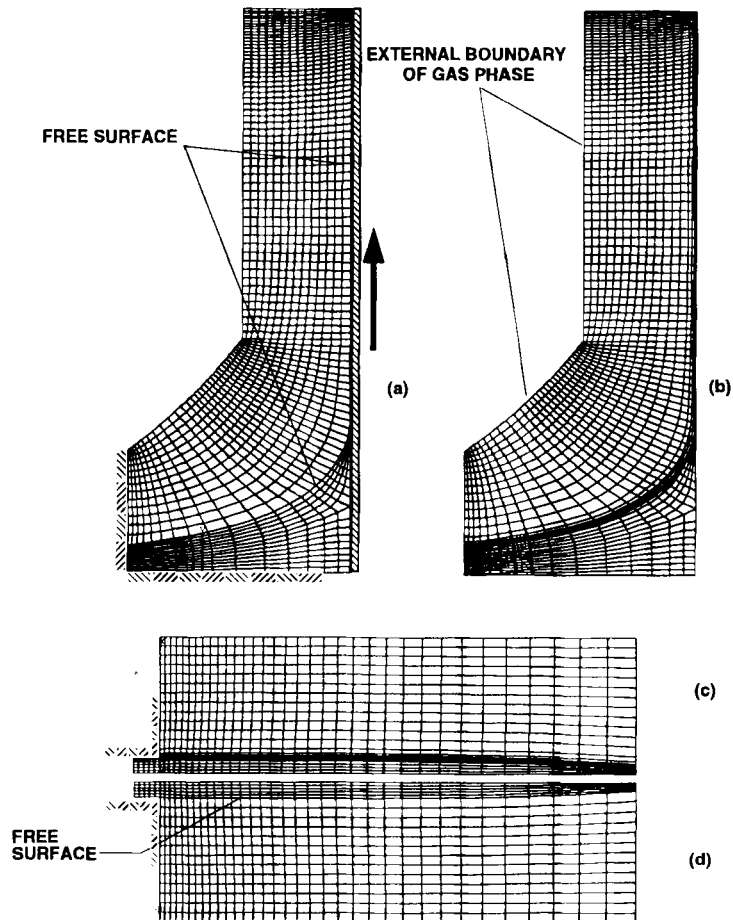 EXTERNAL BOUNDARY
OF GAS PHASE
FREE SURFACE
(a)
(b)
(c)
FREE
SURFACE
(d)